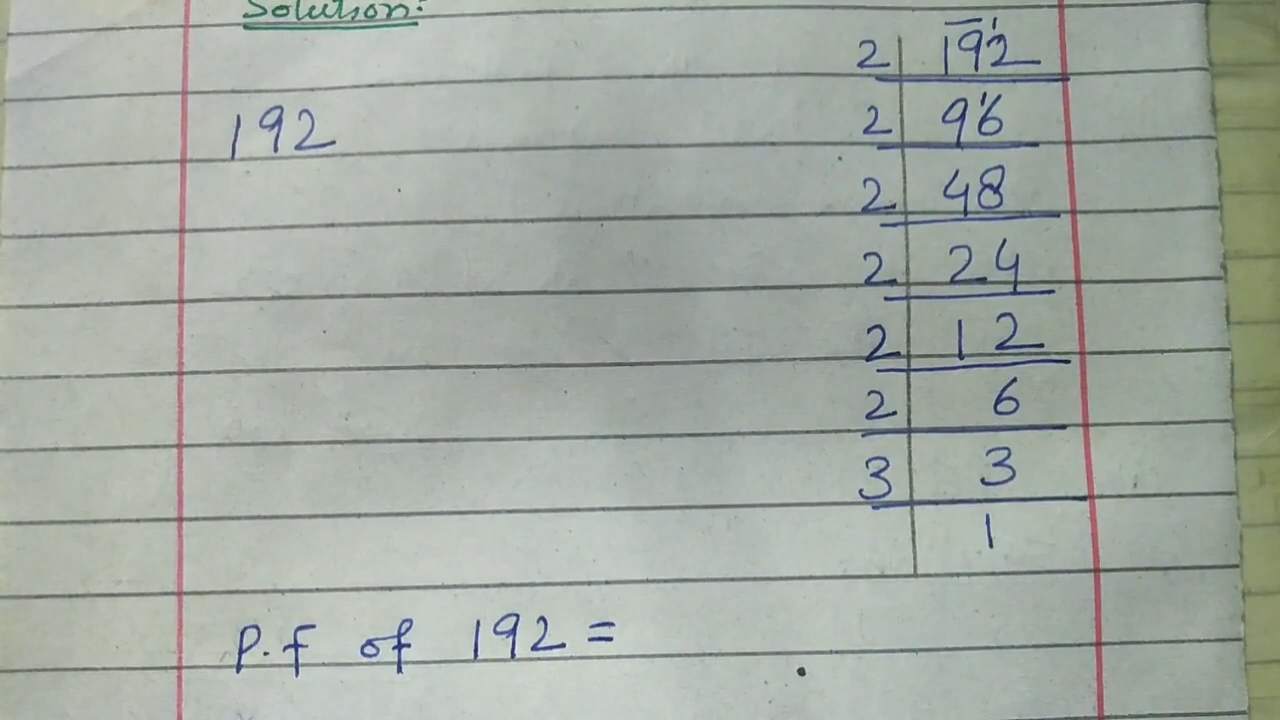 Solution:
192
2 | 192
2 | 96
2 | 48
2 | 24
2 | 12
2 | 6
3 | 3
1
P.f of 192 =